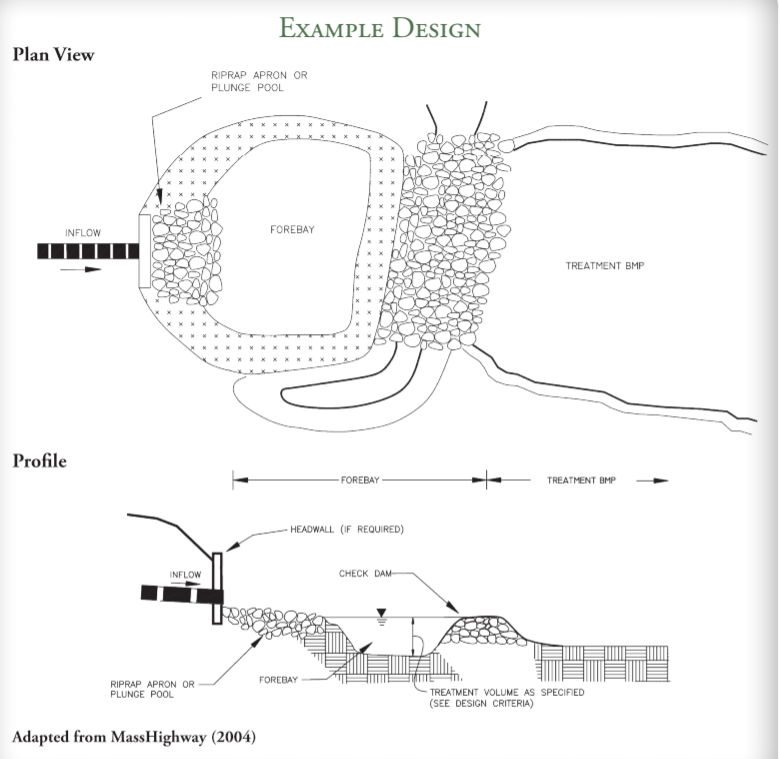 Example Design
Plan View
RIPRAP APRON OR
PLUNGE POOL
INFLOW
FOREBAY
TREATMENT BMP
Profile
FOREBAY
TREATMENT BMP
HEADWALL (IF REQUIRED)
INFLOW
CHECK DAM
RIPRAP APRON OR
PLUNGE POOL
FOREBAY
TREATMENT VOLUME AS SPECIFIED
(SEE DESIGN CRITERIA)
Adapted from MassHighway (2004)